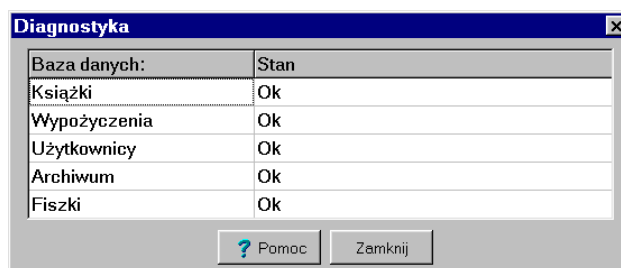 Diagnostyka
Baza danych: Stan
Książki Ok
Wypożyczenia Ok
Użytkownicy Ok
Archiwum Ok
Fiszki Ok
? Pomoc Zamknij